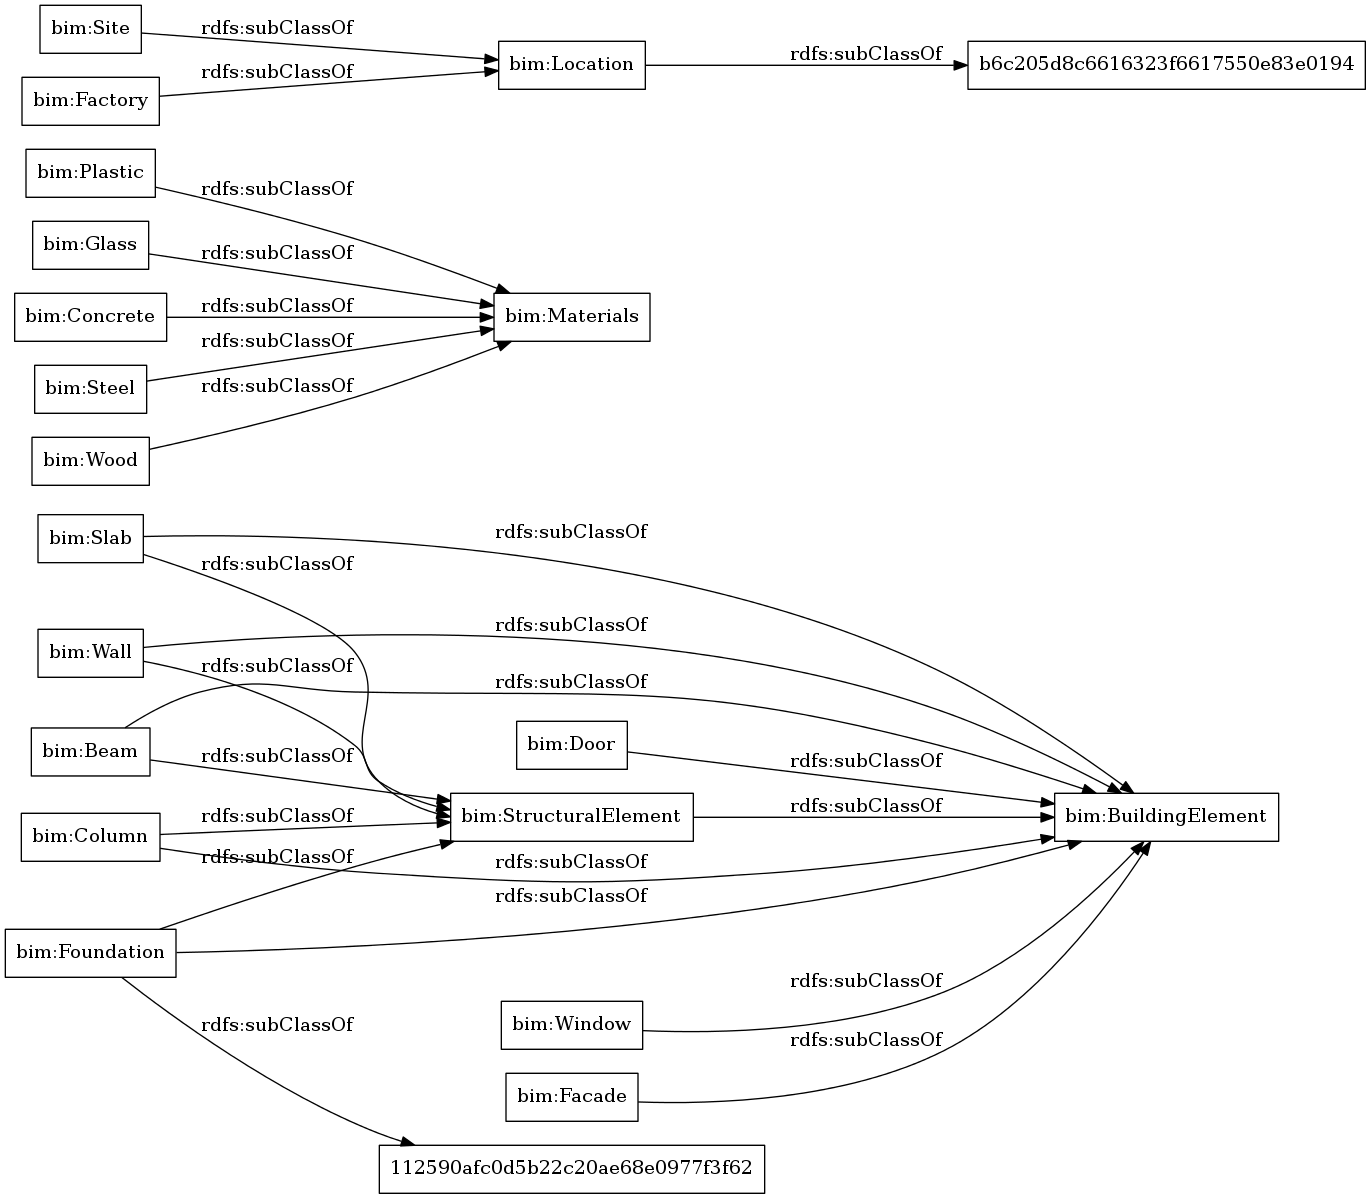 bim:Site
rdfs:subClassOf
bim:Location
rdfs:subClassOf
b6c205d8c6616323f6617550e83e0194
rdfs:subClassOf
bim:Factory
bim:Plastic
rdfs:subClassOf
bim:Glass
rdfs:subClassOf
bim:Concrete
rdfs:subClassOf
bim:Materials
rdfs:subClassOf
bim:Steel
rdfs:subClassOf
bim:Wood
bim:Slab
rdfs:subClassOf
rdfs:subClassOf
bim:Wall
rdfs:subClassOf
rdfs:subClassOf
bim:Beam
rdfs:subClassOf
rdfs:subClassOf
bim:Door
rdfs:subClassOf
bim:Column
rdfs:subClassOf
bim:StructuralElement
rdfs:subClassOf
bim:BuildingElement
rdfs:subClassOf
rdfs:subClassOf
rdfs:subClassOf
bim:Foundation
rdfs:subClassOf
bim:Window
rdfs:subClassOf
bim:Facade
rdfs:subClassOf
112590afc0d5b22c20ae68e0977f3f62